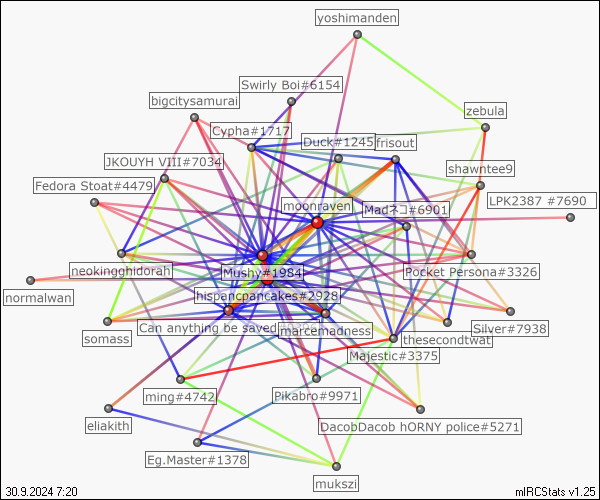 yoshimanden
Swirly Boi#6154
bigcitysamurai
zebula
Cypha#1717
Duck#1245
frisout
JKOUYH VIII#7034
shawntee9
Fedora Stoat#4479
LPK2387 #7690
moonraven
Madネコ#6901
neokingghidorah
Mushy#1984
Pocket Persona#3326
normalwan
hispancpancakes#2928
somass
Can anything be saved
marcemadness
thesecondtwat
Silver#7938
Majestic#3375
ming#4742
Pikabro#9971
eliakith
DacobDacob hORNY police#5271
Eg.Master#1378
mukszi
30.9.2024 7:20
mIRCStats v1.25